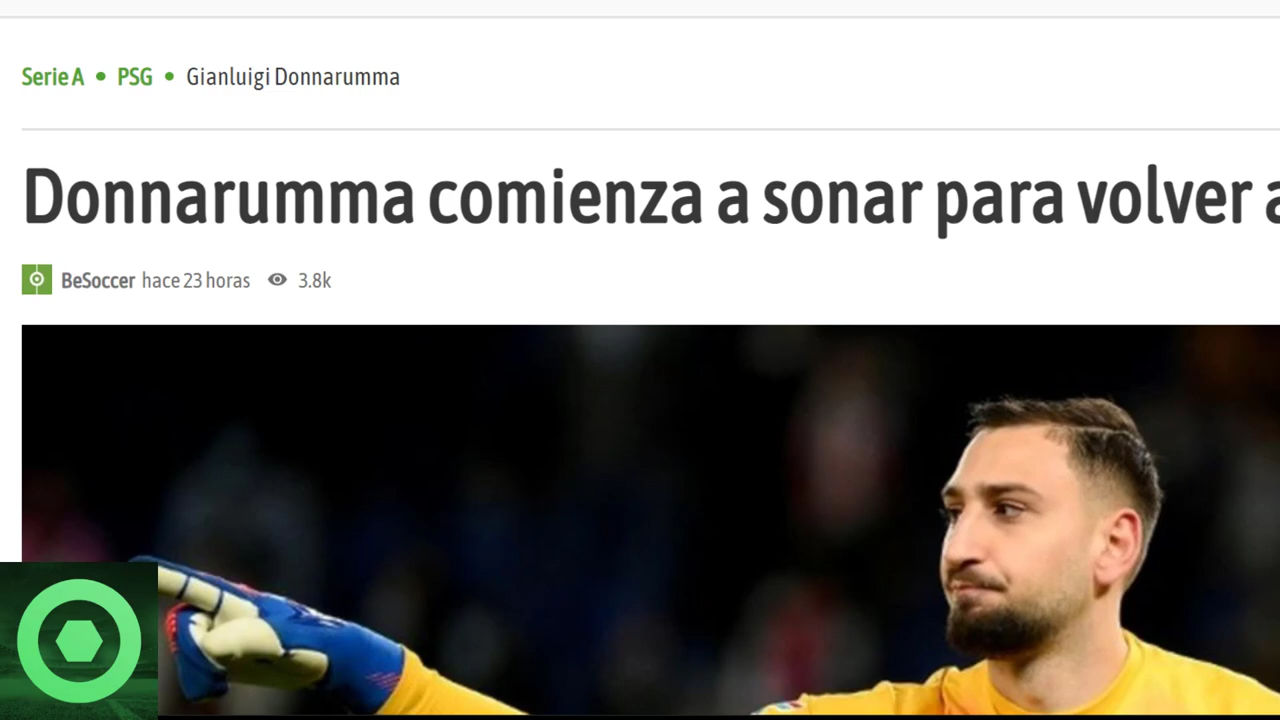 Serie A • PSG • Gianluigi Donnarumma
Donnarumma comienza a sonar para volver a
BeSoccer hace 23 horas 3.8k